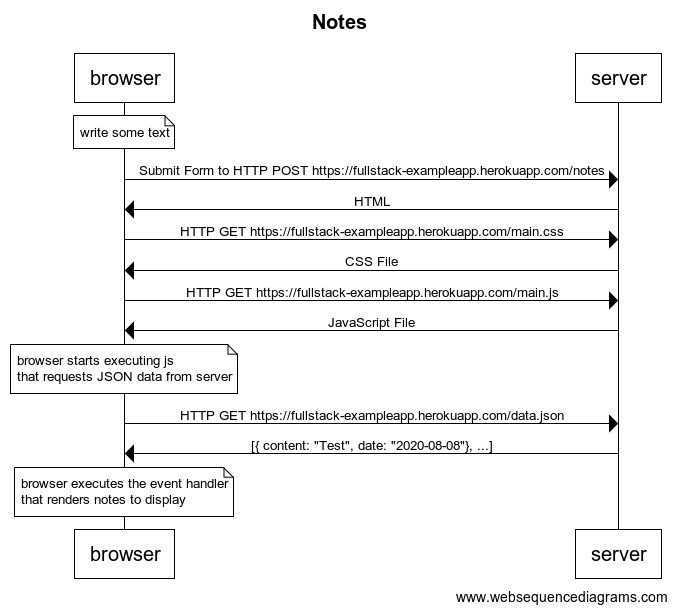 Notes
browser
server
write some text
Submit Form to HTTP POST https://fullstack-exampleapp.herokuapp.com/notes
HTML
HTTP GET https://fullstack-exampleapp.herokuapp.com/main.css
CSS File
HTTP GET https://fullstack-exampleapp.herokuapp.com/main.js
JavaScript File
browser starts executing js
that requests JSON data from server
HTTP GET https://fullstack-exampleapp.herokuapp.com/data.json
[{ content: "Test", date: "2020-08-08"}, ...]
browser executes the event handler
that renders notes to display
browser
server
www.websequencediagrams.com